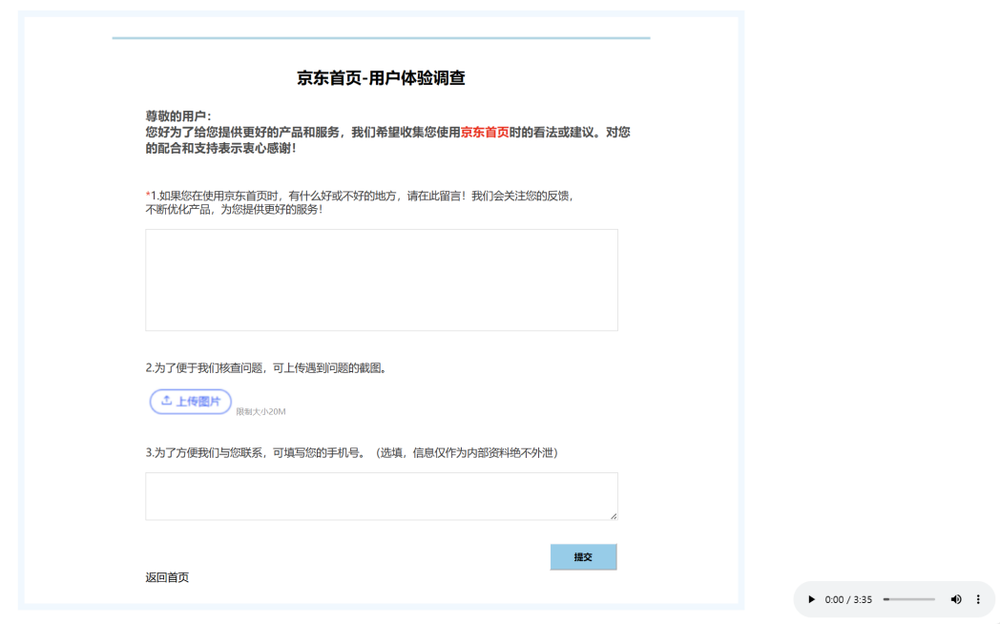 京东首页-用户体验调查
尊敬的用户：
您好为了给您提供更好的产品和服务，我们希望收集您使用京东首页时的看法或建议。对您
的配合和支持表示衷心感谢！
*1.如果您在使用京东首页时，有什么好或不好的地方，请在此留言！我们会关注您的反馈，
不断优化产品，为您提供更好的服务！
2.为了便于我们核查问题，可上传遇到问题的截图。
上传图片 限制大小20M
3.为了方便我们与您联系，可填写您的手机号。（选填，信息仅作为内部资料绝不外泄）
提交
返回首页
0:00 / 3:35